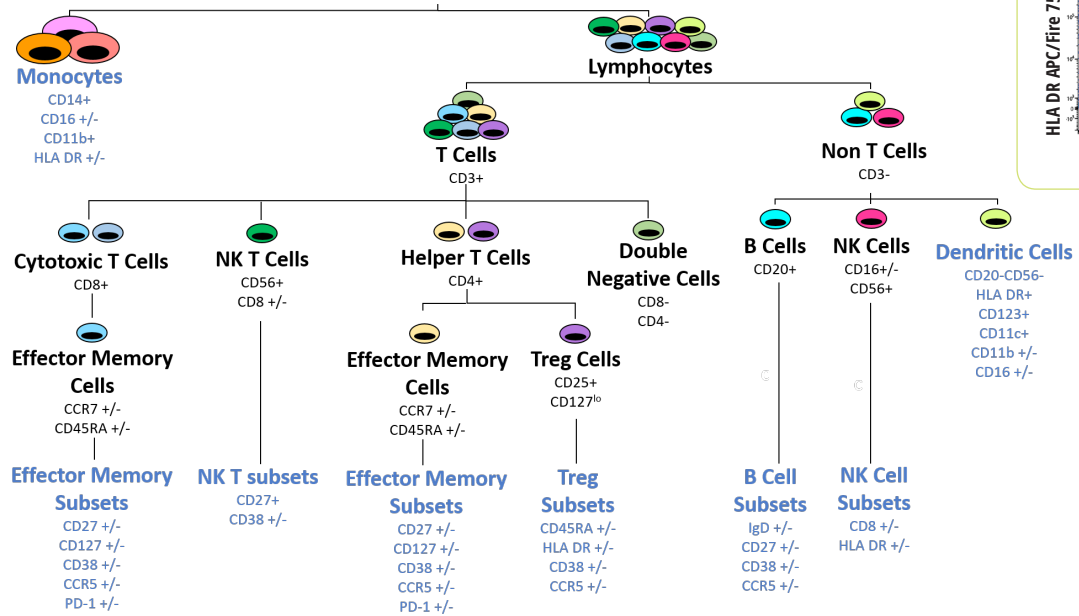 Monocytes
CD14+
CD16 +/-
CD11b+
HLA DR +/-
Lymphocytes
T Cells
CD3+
Non T Cells
CD3-
Cytotoxic T Cells
CD8+
NK T Cells
CD56+
CD8 +/-
Helper T Cells
CD4+
Double
Negative Cells
CD8-
CD4-
B Cells
CD20+
NK Cells
CD16+/-
CD56+
Dendritic Cells
CD20-CD56-
HLA DR+
CD123+
CD11c+
CD11b +/-
CD16 +/-
Effector Memory
Cells
CCR7 +/-
CD45RA +/-
Effector Memory
Cells
CCR7 +/-
CD45RA +/-
Treg Cells
CD25+
CD127lo
Effector Memory
Subsets
CD27 +/-
CD127 +/-
CD38 +/-
CCR5 +/-
PD-1 +/-
NK T subsets
CD27+
CD38 +/-
Effector Memory
Subsets
CD27 +/-
CD127 +/-
CD38 +/-
CCR5 +/-
PD-1 +/-
Treg
Subsets
CD45RA +/-
HLA DR +/-
CD38 +/-
CCR5 +/-
B Cell
Subsets
IgD +/-
CD27 +/-
CD38 +/-
CCR5 +/-
NK Cell
Subsets
CD8 +/-
HLA DR +/-
HLA DR APC/Fire